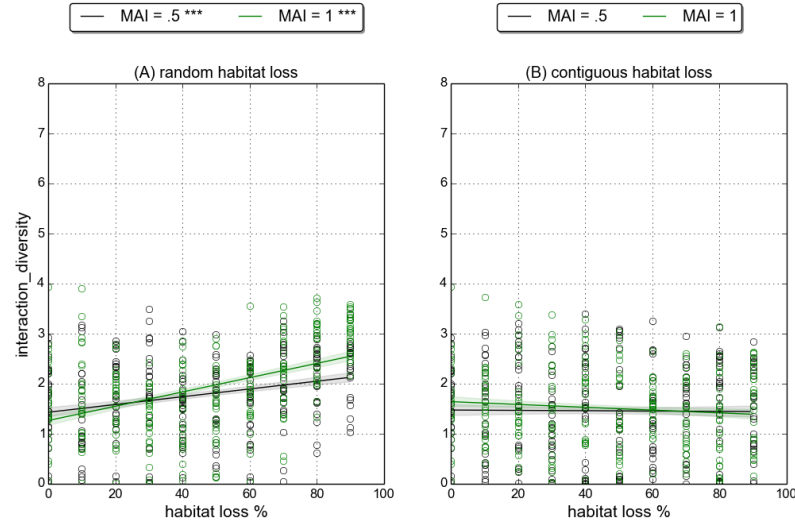 MAI = .5 *** MAI = 1 ***
MAI = .5 MAI = 1
(A) random habitat loss
(B) contiguous habitat loss
interaction_diversity
8
7
6
5
4
3
2
1
0
0 20 40 60 80 100
habitat loss %
8
7
6
5
4
3
2
1
0
0 20 40 60 80 100
habitat loss %